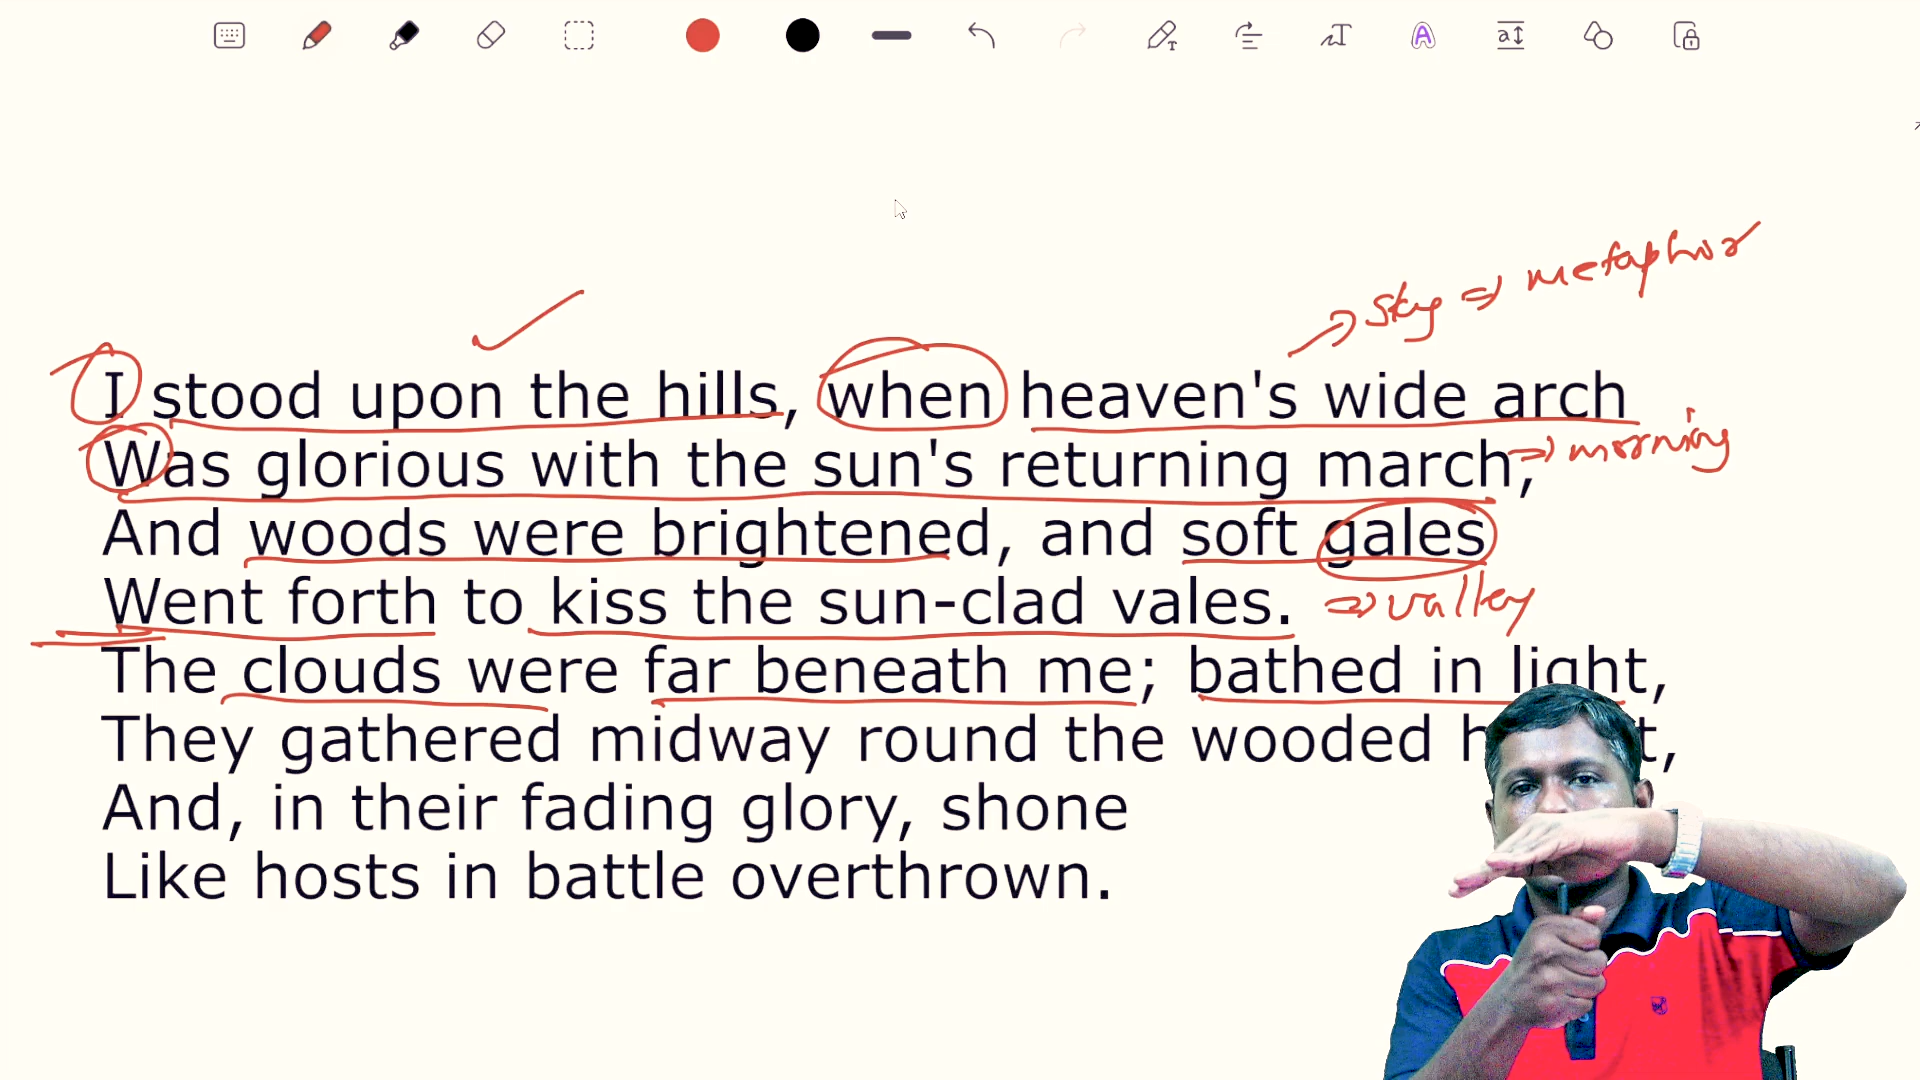 sky ⇒ metaphor
I stood upon the hills, when heaven's wide arch
Was glorious with the sun's returning march,
⇒ morning
And woods were brightened, and soft gales
Went forth to kiss the sun-clad vales.
⇒ valley
The clouds were far beneath me; bathed in light,
They gathered midway round the wooded
And, in their fading glory, shone
Like hosts in battle overthrown.